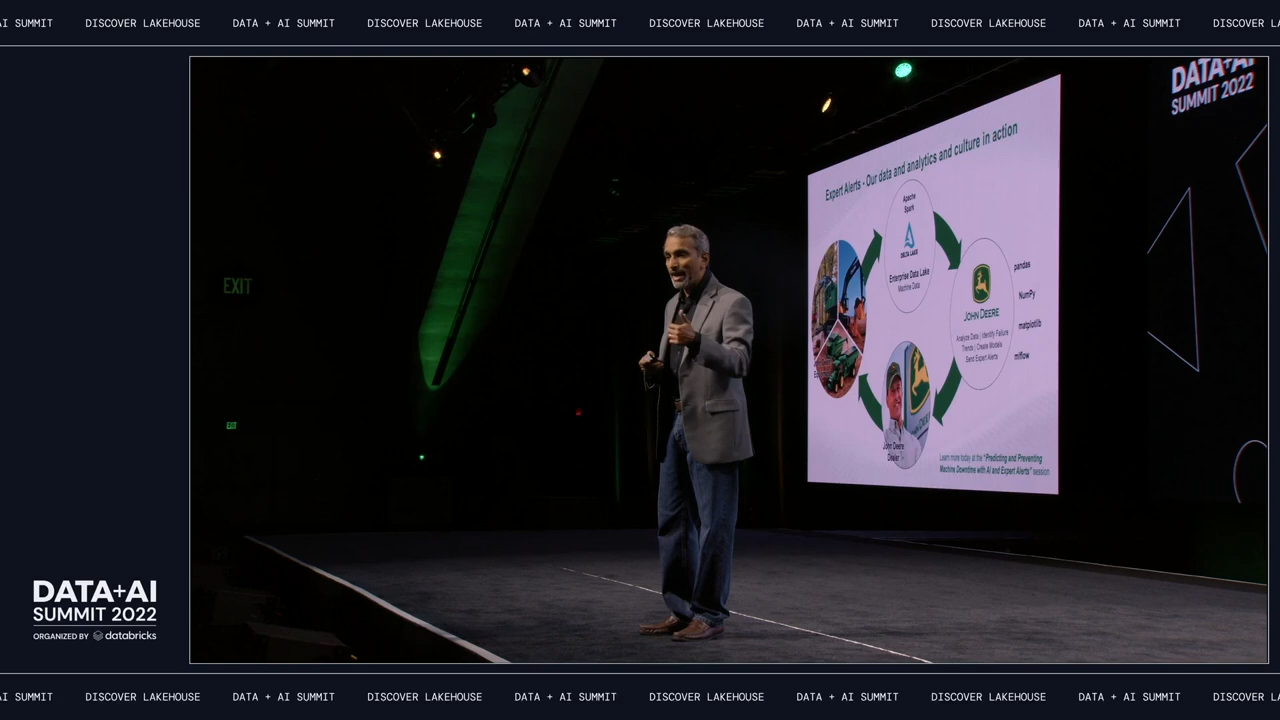 AI SUMMIT DISCOVER LAKEHOUSE DATA + AI SUMMIT DISCOVER LAKEHOUSE DATA + AI SUMMIT DISCOVER LAKEHOUSE DATA + AI SUMMIT DISCOVER LAKEHOUSE DATA + AI SUMMIT DISCOVER
DATA+AI
SUMMIT 2022
Expert Alerts - Our data and analytics and culture in action
Apache
Spark
DELTA LAKE
Enterprise Data Lake
Machine Data
JOHN DEERE
Analyze Data | Identify Failure
Trends | Create Models
Send Expert Alerts
pandas
NumPy
matplotlib
mlflow
John Deere
Dealer
Learn more today at the "Predicting and Preventing
Machine Downtime with AI and Expert Alerts" session
EXIT
EXIT
DATA+AI
SUMMIT 2022
ORGANIZED BY databricks
AI SUMMIT DISCOVER LAKEHOUSE DATA + AI SUMMIT DISCOVER LAKEHOUSE DATA + AI SUMMIT DISCOVER LAKEHOUSE DATA + AI SUMMIT DISCOVER LAKEHOUSE DATA + AI SUMMIT DISCOVER